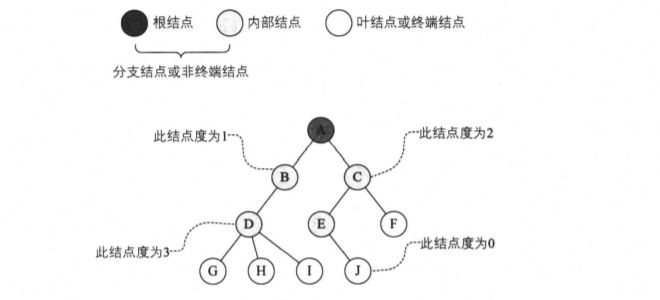 根结点 内部结点 叶结点或终端结点
分支结点或非终端结点
A
此结点度为1 此结点度为2
B C
D E F
此结点度为3 此结点度为0
G H I J